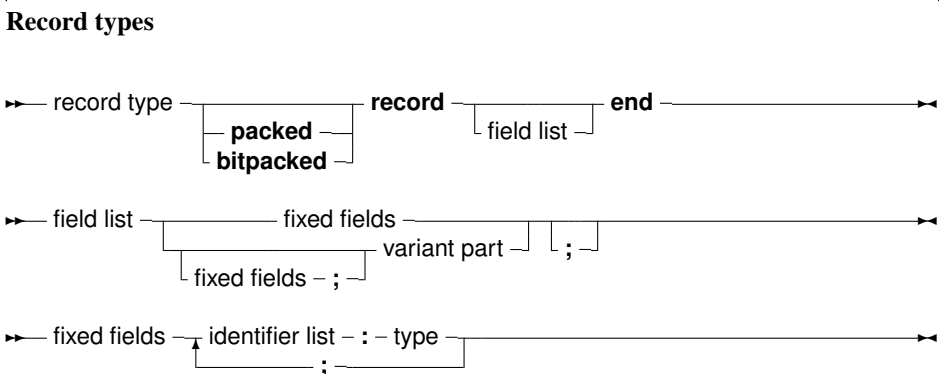 Record types
record type record end
packed field list
bitpacked
field list fixed fields
variant part ;
fixed fields ;
fixed fields identifier list : type
;